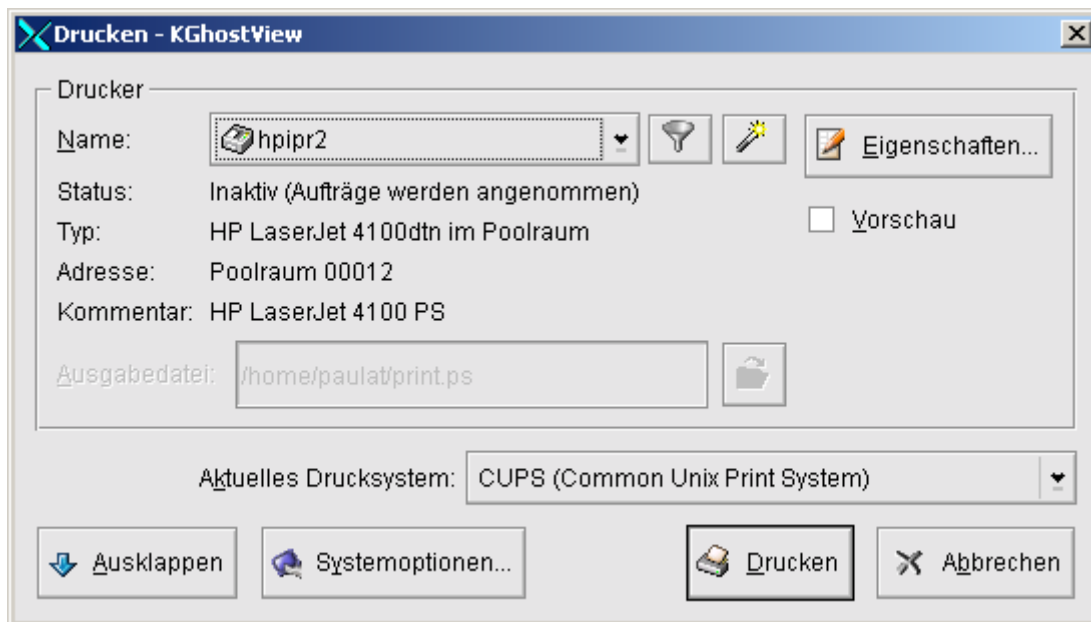 Drucken - KGhostView
Drucker
Name: hpipr2 Eigenschaften...
Status: Inaktiv (Aufträge werden angenommen)
Vorschau
Typ: HP LaserJet 4100dtn im Poolraum
Adresse: Poolraum 00012
Kommentar: HP LaserJet 4100 PS
Ausgabedatei: /home/paulat/print.ps
Aktuelles Drucksystem: CUPS (Common Unix Print System)
Ausklappen Systemoptionen... Drucken Abbrechen